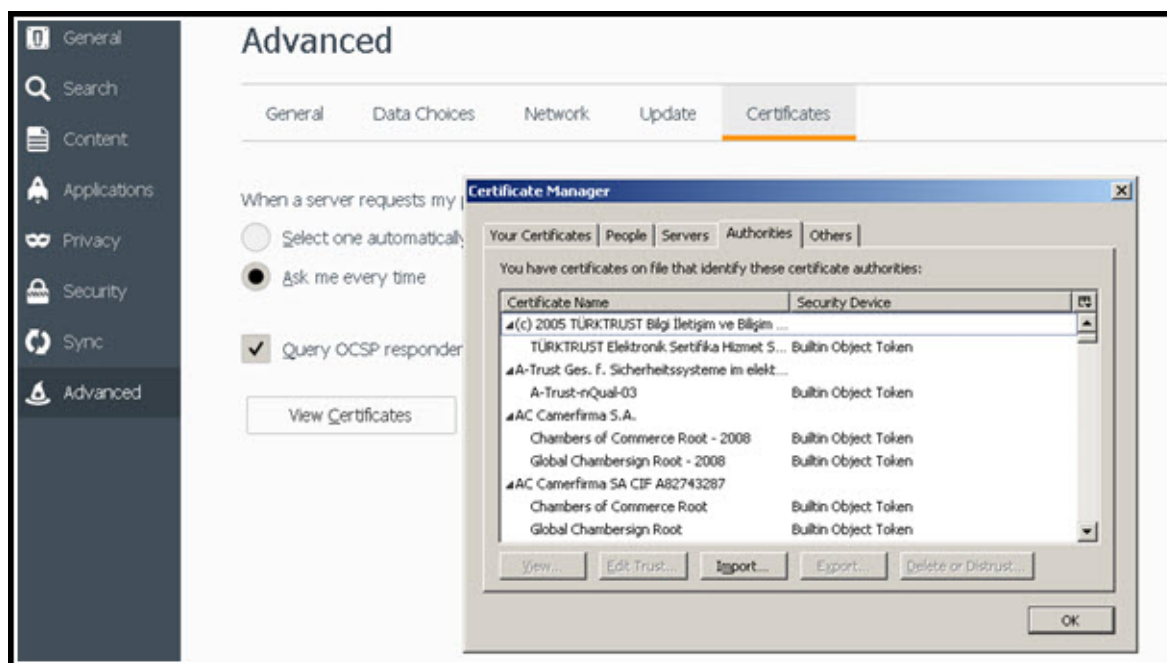 General
Search
Content
Applications
Privacy
Security
Sync
Advanced
Advanced
General Data Choices Network Update Certificates
When a server requests my
Select one automatically
Ask me every time
Query OCSP responder
View Certificates
Certificate Manager
Your Certificates People Servers Authorities Others
You have certificates on file that identify these certificate authorities:
Certificate Name Security Device
(c) 2005 TÜRKTRUST Bilgi İletişim ve Bilişim ...
TÜRKTRUST Elektronik Sertifika Hizmet S... Builtin Object Token
A-Trust Ges. f. Sicherheitssysteme im elekt...
A-Trust-nQual-03 Builtin Object Token
AC Camerfirma S.A.
Chambers of Commerce Root - 2008 Builtin Object Token
Global Chambersign Root - 2008 Builtin Object Token
AC Camerfirma SA CIF A82743287
Chambers of Commerce Root Builtin Object Token
Global Chambersign Root Builtin Object Token
View... Edit Trust... Import... Export... Delete or Distrust...
OK